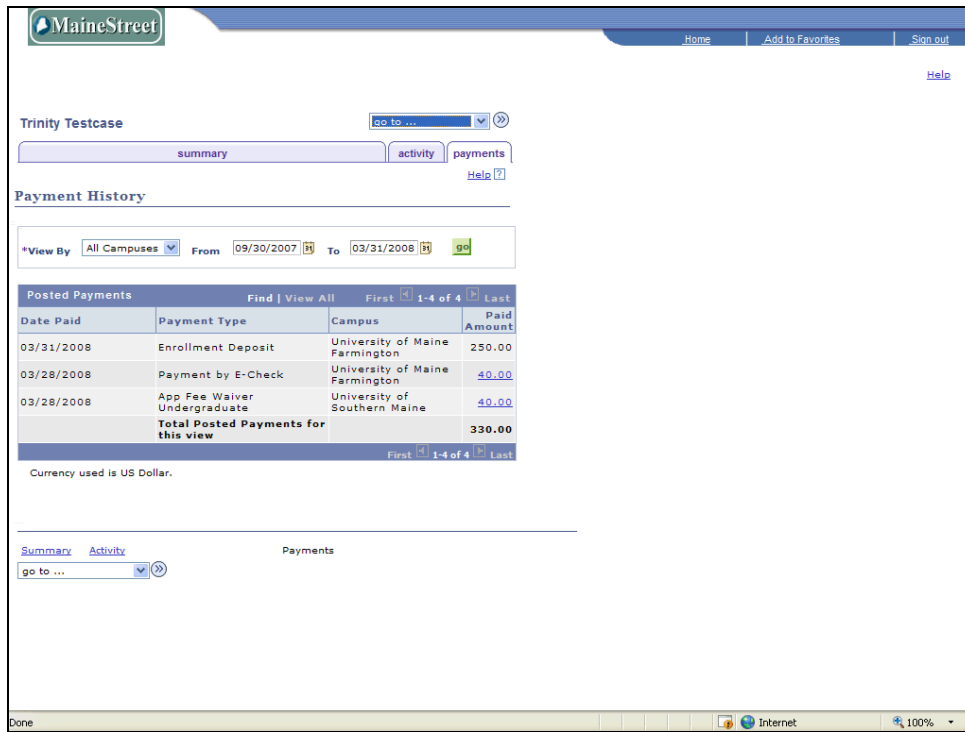 MaineStreet
Home Add to Favorites Sign out
Help
Trinity Testcase go to ...
summary activity payments
Help ?
Payment History
*View By All Campuses From 09/30/2007 31 To 03/31/2008 31 go
Posted Payments Find | View All First 1-4 of 4 Last
Date Paid Payment Type Campus Paid Amount
03/31/2008 Enrollment Deposit University of Maine Farmington 250.00
03/28/2008 Payment by E-Check University of Maine Farmington 40.00
03/28/2008 App Fee Waiver Undergraduate University of Southern Maine 40.00
Total Posted Payments for this view 330.00
First 1-4 of 4 Last
Currency used is US Dollar.
Summary Activity Payments
go to ...
Done Internet 100%